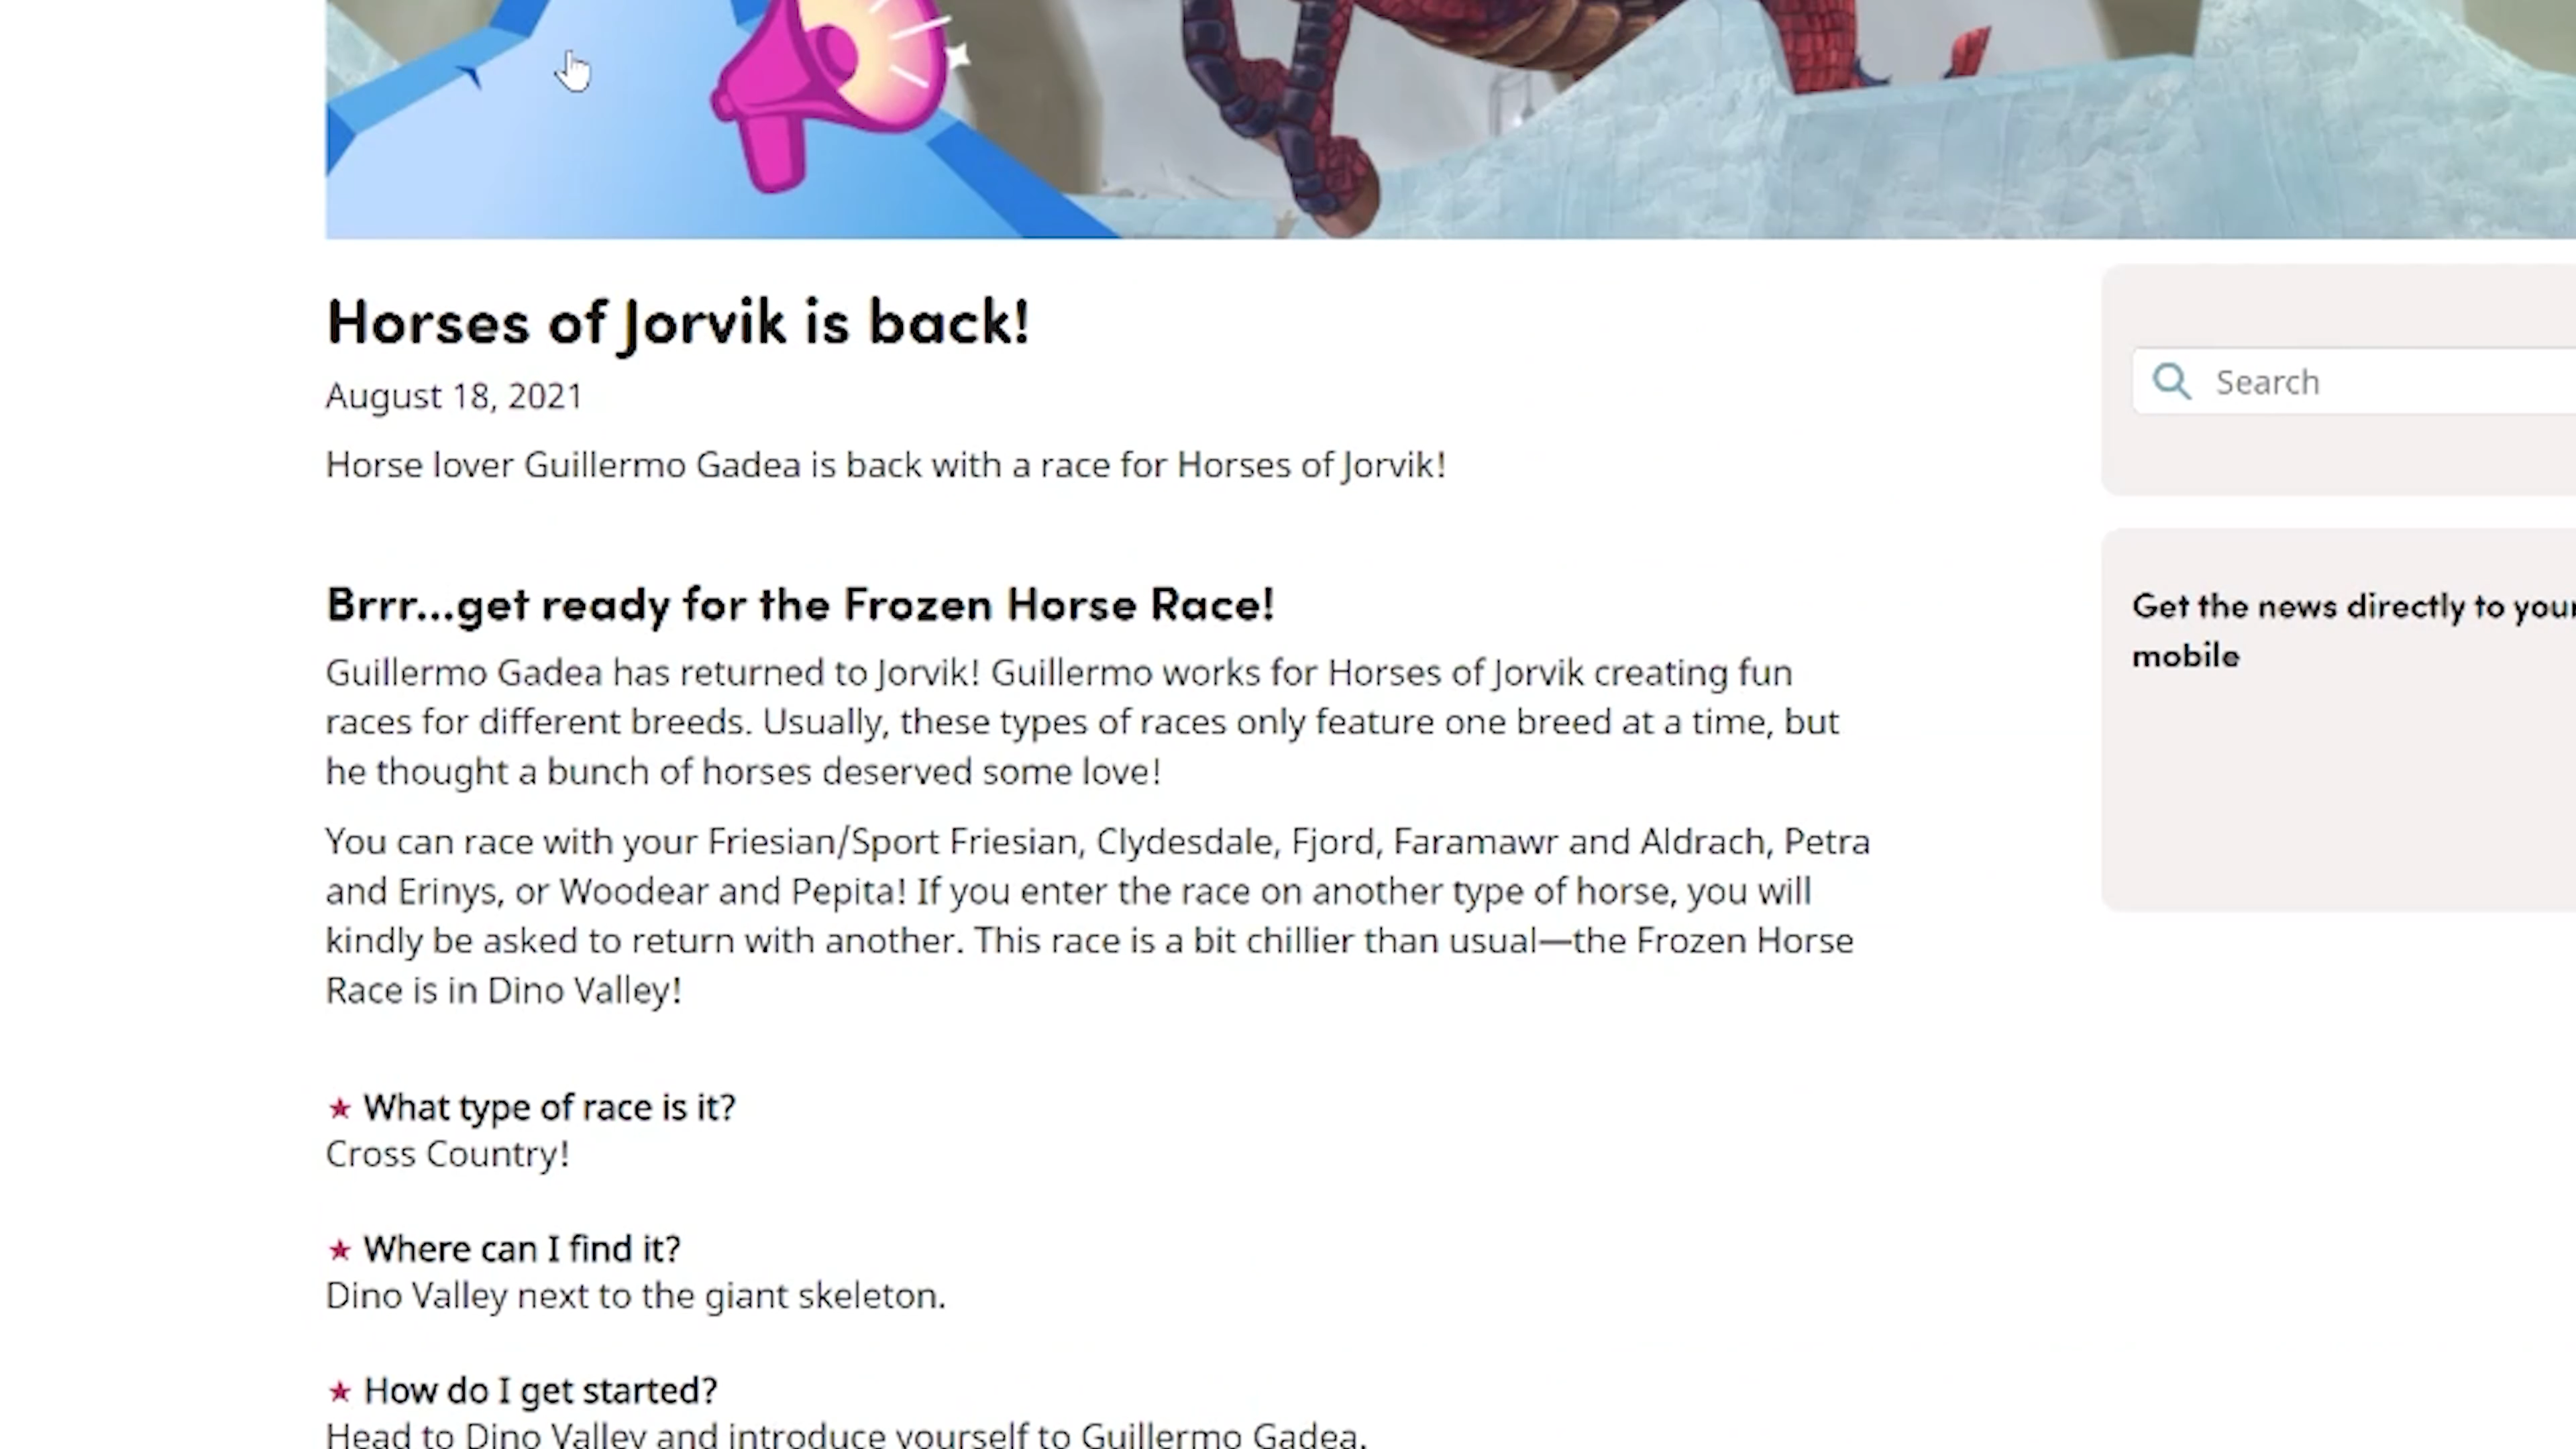 Horses of Jorvik is back!
August 18, 2021
Horse lover Guillermo Gadea is back with a race for Horses of Jorvik!
Brrr...get ready for the Frozen Horse Race!
Guillermo Gadea has returned to Jorvik! Guillermo works for Horses of Jorvik creating fun
races for different breeds. Usually, these types of races only feature one breed at a time, but
he thought a bunch of horses deserved some love!
You can race with your Friesian/Sport Friesian, Clydesdale, Fjord, Faramawr and Aldrach, Petra
and Erinys, or Woodear and Pepita! If you enter the race on another type of horse, you will
kindly be asked to return with another. This race is a bit chillier than usual—the Frozen Horse
Race is in Dino Valley!
★ What type of race is it?
Cross Country!
★ Where can I find it?
Dino Valley next to the giant skeleton.
★ How do I get started?
Head to Dino Valley and introduce yourself to Guillermo Gadea.
Search
Get the news directly to your
mobile